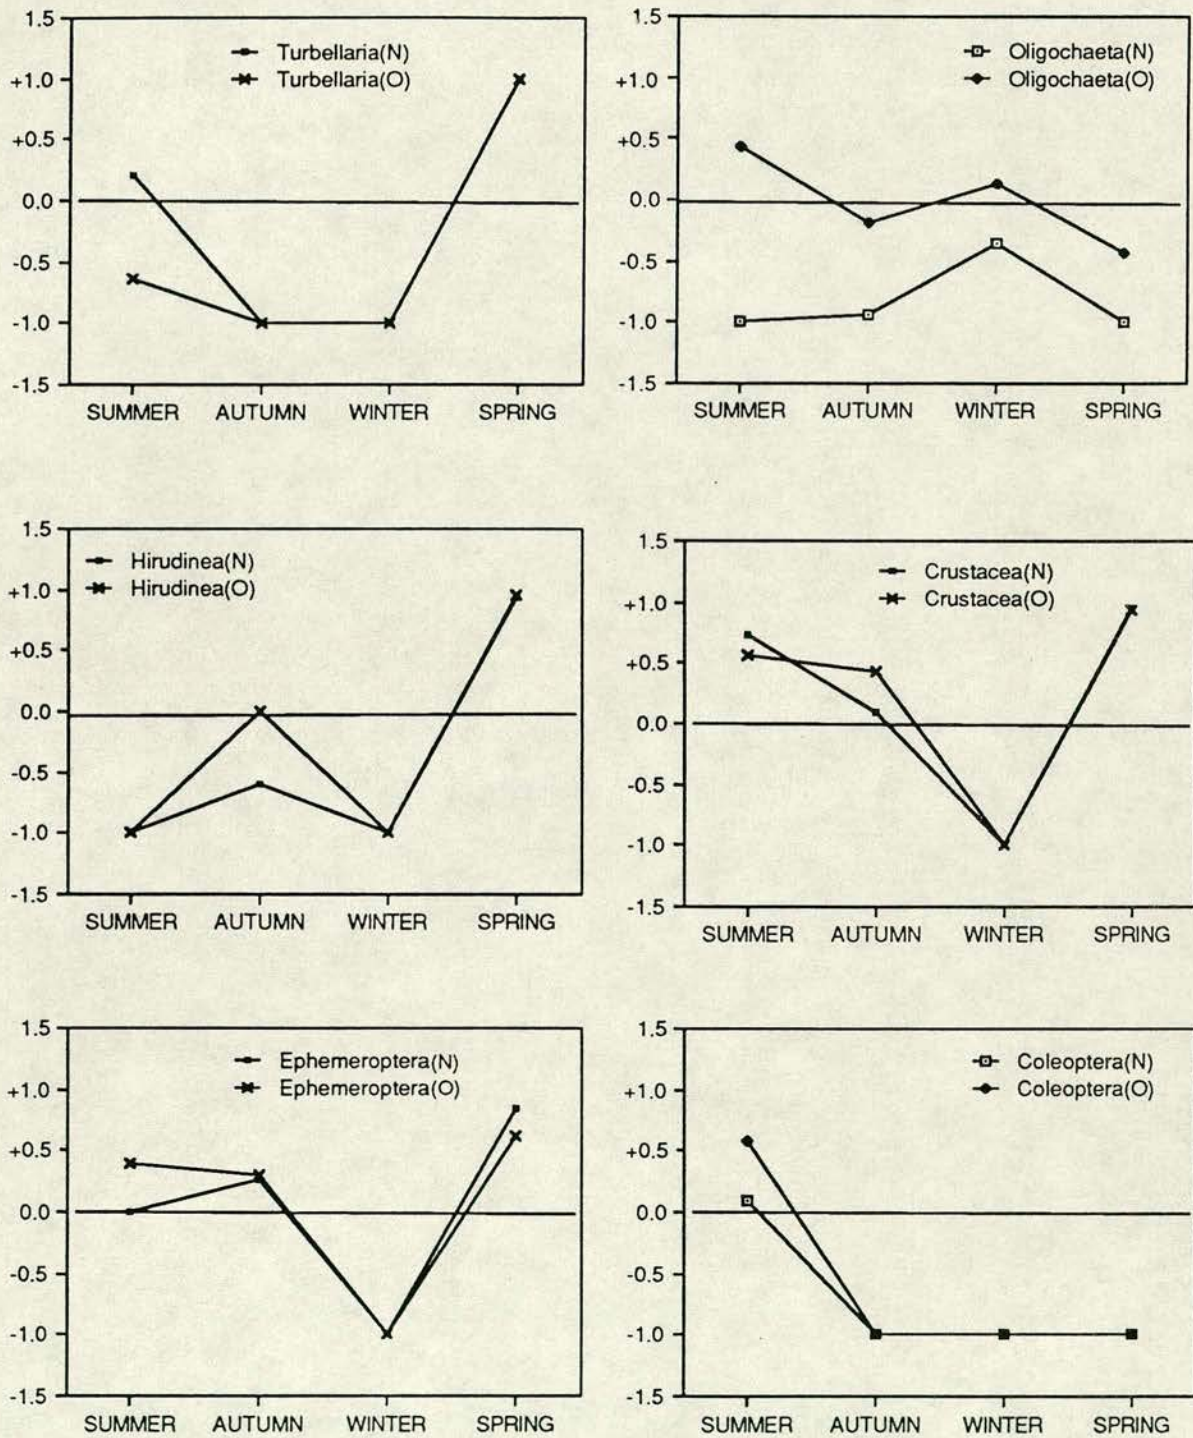 1.5
Turbellaria(N)
+1.0
Turbellaria(O)
+0.5
0.0
-0.5
-1.0
-1.5
SUMMER AUTUMN WINTER SPRING
1.5
Oligochaeta(N)
+1.0
Oligochaeta(O)
+0.5
0.0
-0.5
-1.0
-1.5
SUMMER AUTUMN WINTER SPRING
1.5
Hirudinea(N)
+1.0
Hirudinea(O)
+0.5
0.0
-0.5
-1.0
-1.5
SUMMER AUTUMN WINTER SPRING
1.5
Crustacea(N)
+1.0
Crustacea(O)
+0.5
0.0
-0.5
-1.0
-1.5
SUMMER AUTUMN WINTER SPRING
1.5
Ephemeroptera(N)
+1.0
Ephemeroptera(O)
+0.5
0.0
-0.5
-1.0
-1.5
SUMMER AUTUMN WINTER SPRING
1.5
Coleoptera(N)
+1.0
Coleoptera(O)
+0.5
0.0
-0.5
-1.0
-1.5
SUMMER AUTUMN WINTER SPRING